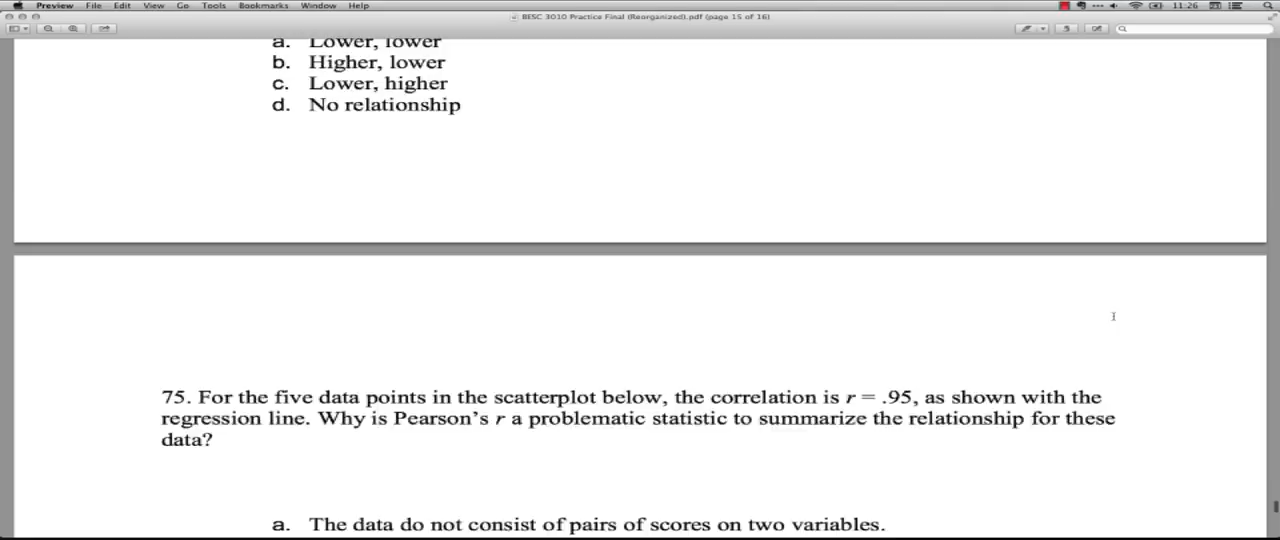 Preview File Edit View Go Tools Bookmarks Window Help 11:26
BESC 3010 Practice Final (Reorganized).pdf (page 15 of 16)
a. Lower, lower
b. Higher, lower
c. Lower, higher
d. No relationship
75. For the five data points in the scatterplot below, the correlation is r = .95, as shown with the
regression line. Why is Pearson's r a problematic statistic to summarize the relationship for these
data?
a. The data do not consist of pairs of scores on two variables.